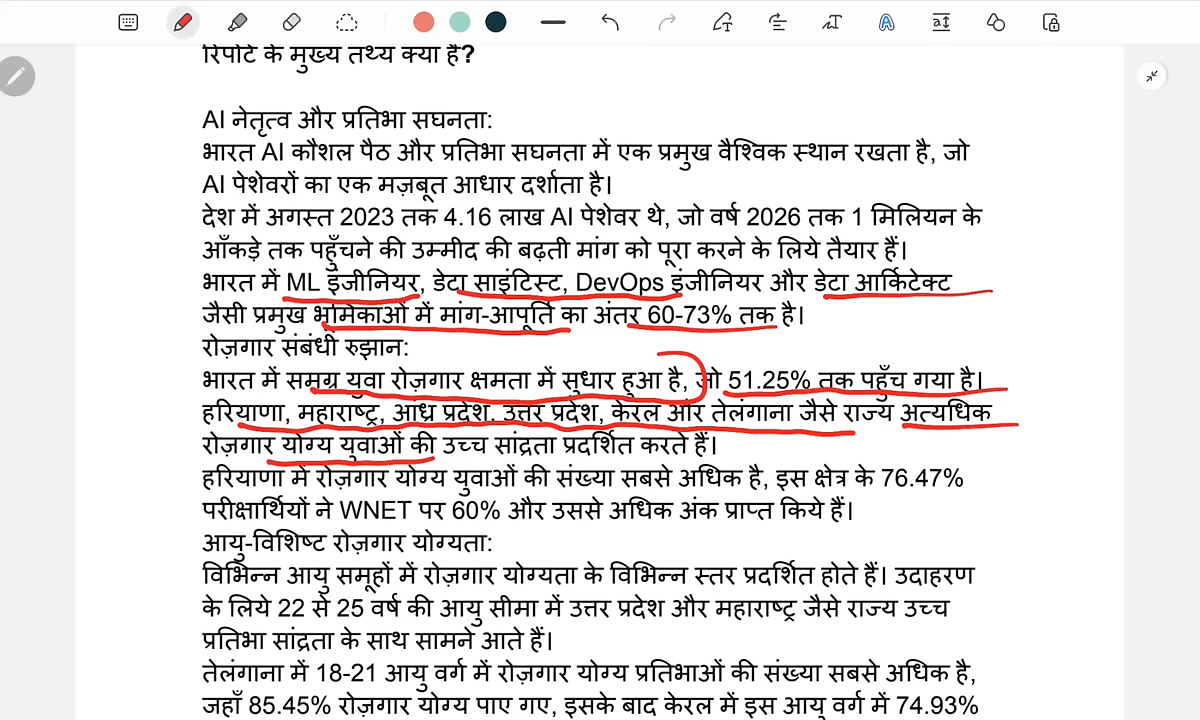 रिपोर्ट के मुख्य तथ्य क्या हैं?
AI नेतृत्व और प्रतिभा सघनता:
भारत AI कौशल पैठ और प्रतिभा सघनता में एक प्रमुख वैश्विक स्थान रखता है, जो
AI पेशेवरों का एक मज़बूत आधार दर्शाता है।
देश में अगस्त 2023 तक 4.16 लाख AI पेशेवर थे, जो वर्ष 2026 तक 1 मिलियन के
आँकड़े तक पहुँचने की उम्मीद की बढ़ती मांग को पूरा करने के लिये तैयार हैं।
भारत में ML इंजीनियर, डेटा साइंटिस्ट, DevOps इंजीनियर और डेटा आर्किटेक्ट
जैसी प्रमुख भूमिकाओं में मांग-आपूर्ति का अंतर 60-73% तक है।
रोज़गार संबंधी रुझान:
भारत में समग्र युवा रोज़गार क्षमता में सुधार हुआ है, जो 51.25% तक पहुँच गया है।
हरियाणा, महाराष्ट्र, आंध्र प्रदेश, उत्तर प्रदेश, केरल और तेलंगाना जैसे राज्य अत्यधिक
रोज़गार योग्य युवाओं की उच्च सांद्रता प्रदर्शित करते हैं।
हरियाणा में रोज़गार योग्य युवाओं की संख्या सबसे अधिक है, इस क्षेत्र के 76.47%
परीक्षार्थियों ने WNET पर 60% और उससे अधिक अंक प्राप्त किये हैं।
आयु-विशिष्ट रोज़गार योग्यता:
विभिन्न आयु समूहों में रोज़गार योग्यता के विभिन्न स्तर प्रदर्शित होते हैं। उदाहरण
के लिये 22 से 25 वर्ष की आयु सीमा में उत्तर प्रदेश और महाराष्ट्र जैसे राज्य उच्च
प्रतिभा सांद्रता के साथ सामने आते हैं।
तेलंगाना में 18-21 आयु वर्ग में रोज़गार योग्य प्रतिभाओं की संख्या सबसे अधिक है,
जहाँ 85.45% रोज़गार योग्य पाए गए, इसके बाद केरल में इस आयु वर्ग में 74.93%